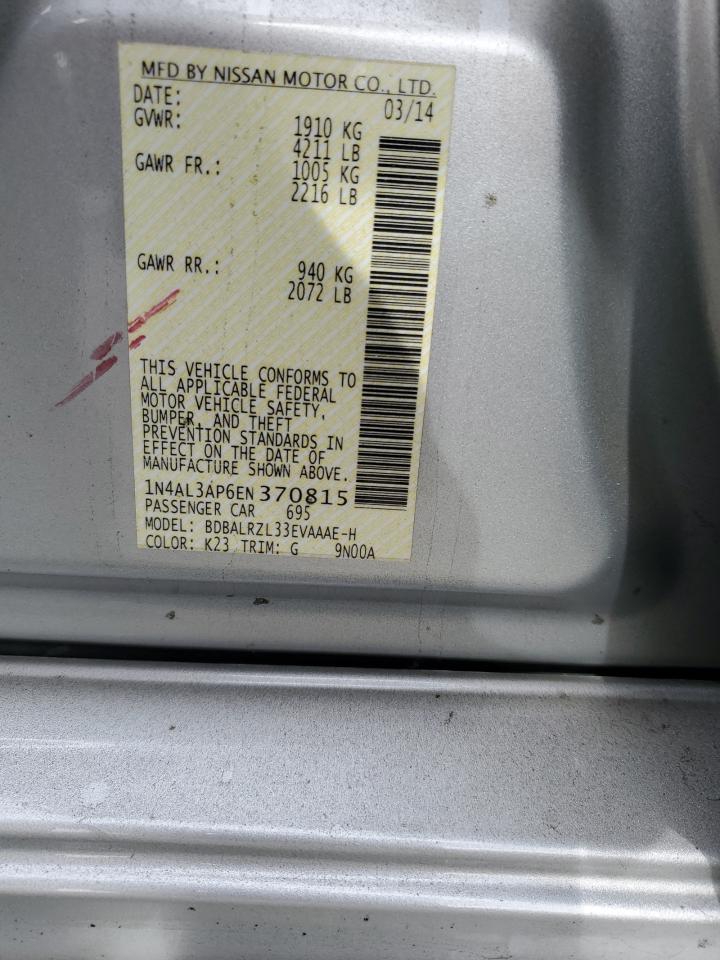 MFD BY NISSAN MOTOR CO., LTD.
DATE: 03/14
GVWR: 1910 KG
4211 LB
GAWR FR.: 1005 KG
2216 LB
GAWR RR.: 940 KG
2072 LB
THIS VEHICLE CONFORMS TO
ALL APPLICABLE FEDERAL
MOTOR VEHICLE SAFETY,
BUMPER, AND THEFT
PREVENTION STANDARDS IN
EFFECT ON THE DATE OF
MANUFACTURE SHOWN ABOVE.
1N4AL3AP6EN370815
PASSENGER CAR 695
MODEL: BDBALRZL33EVAAAE-H
COLOR: K23 TRIM: G 9N00A